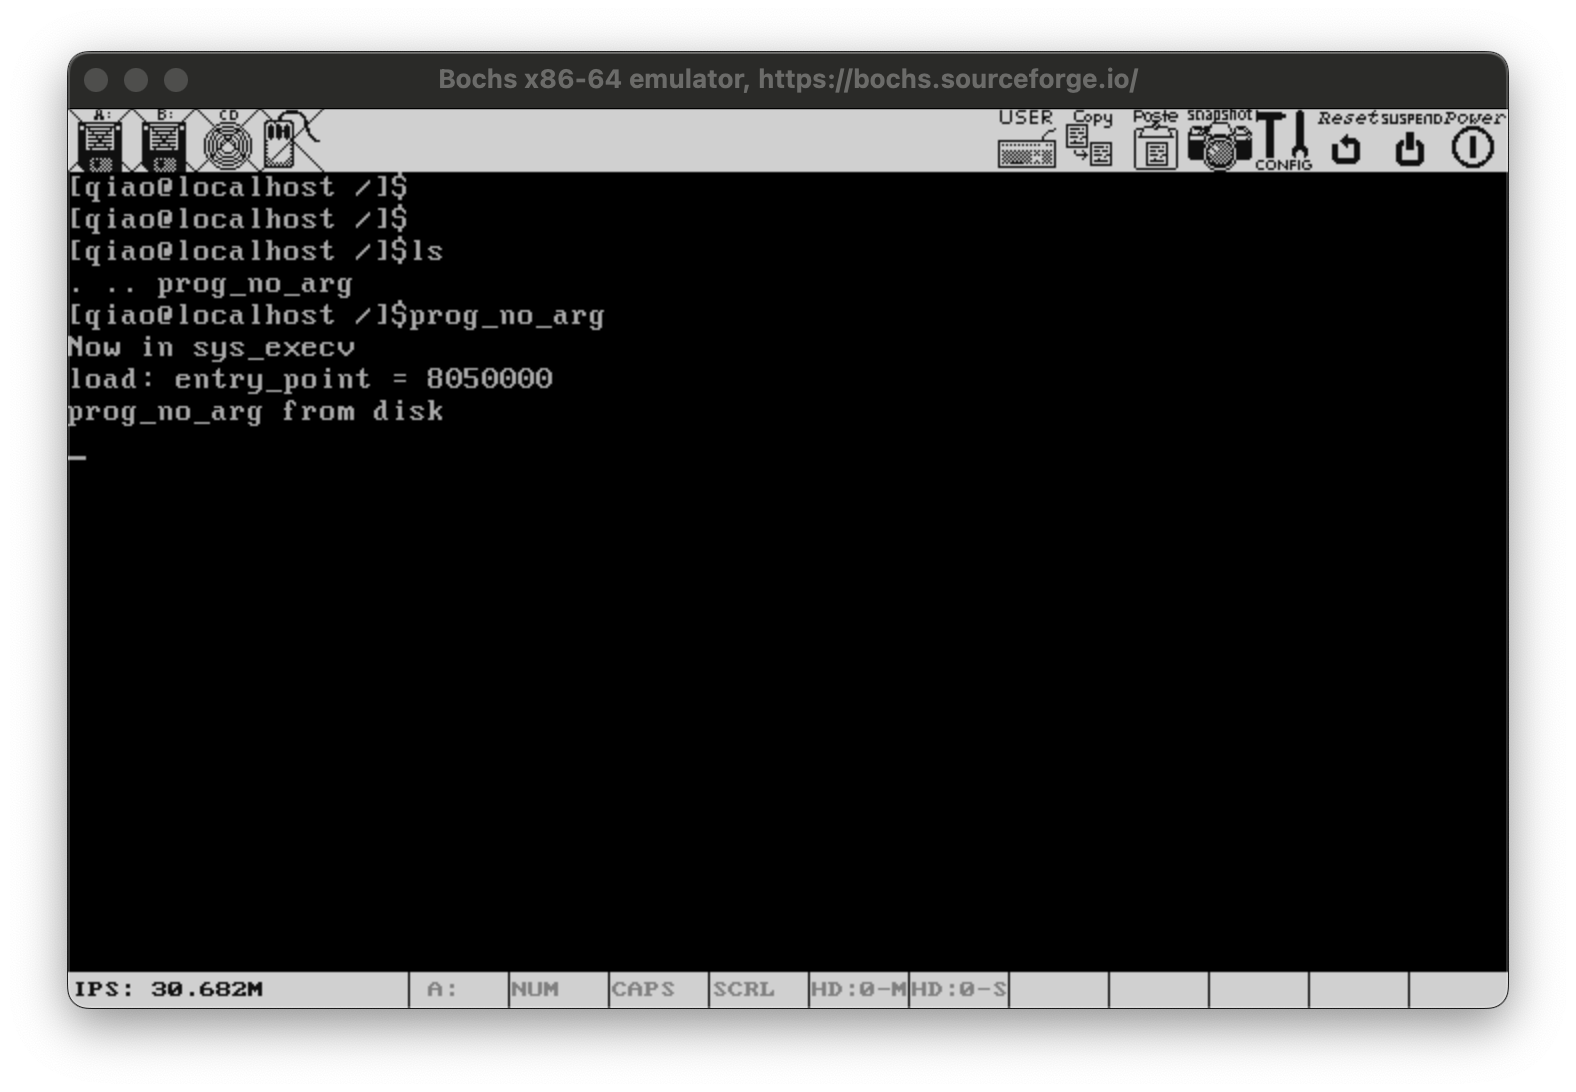 Bochs x86-64 emulator, https://bochs.sourceforge.io/
A: B: CD USER Copy Paste snapshot CONFIG Reset SUSPEND Power
[qiao@localhost /]$
[qiao@localhost /]$
[qiao@localhost /]$ls
. .. prog_no_arg
[qiao@localhost /]$prog_no_arg
Now in sys_execv
load: entry_point = 8050000
prog_no_arg from disk
_
IPS: 30.682M A: NUM CAPS SCRL HD:0-M HD:0-S